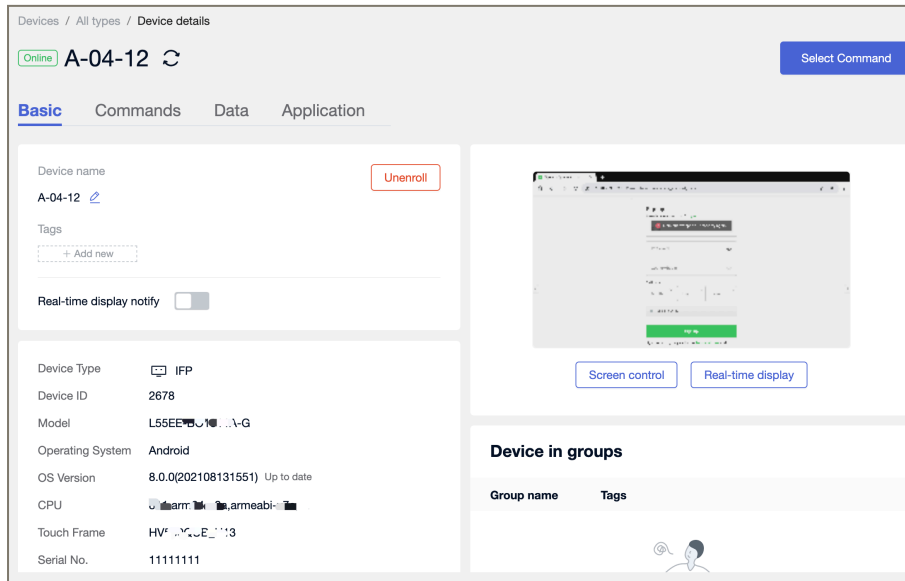 Devices / All types / Device details
Online A-04-12
Select Command
Basic Commands Data Application
Device name
Unenroll
A-04-12
Tags
+ Add new
Real-time display notify
Device Type IFP
Device ID 2678
Model
Operating System Android
OS Version 8.0.0(202108131551) Up to date
CPU
Touch Frame
Serial No. 11111111
Screen control Real-time display
Device in groups
Group name Tags